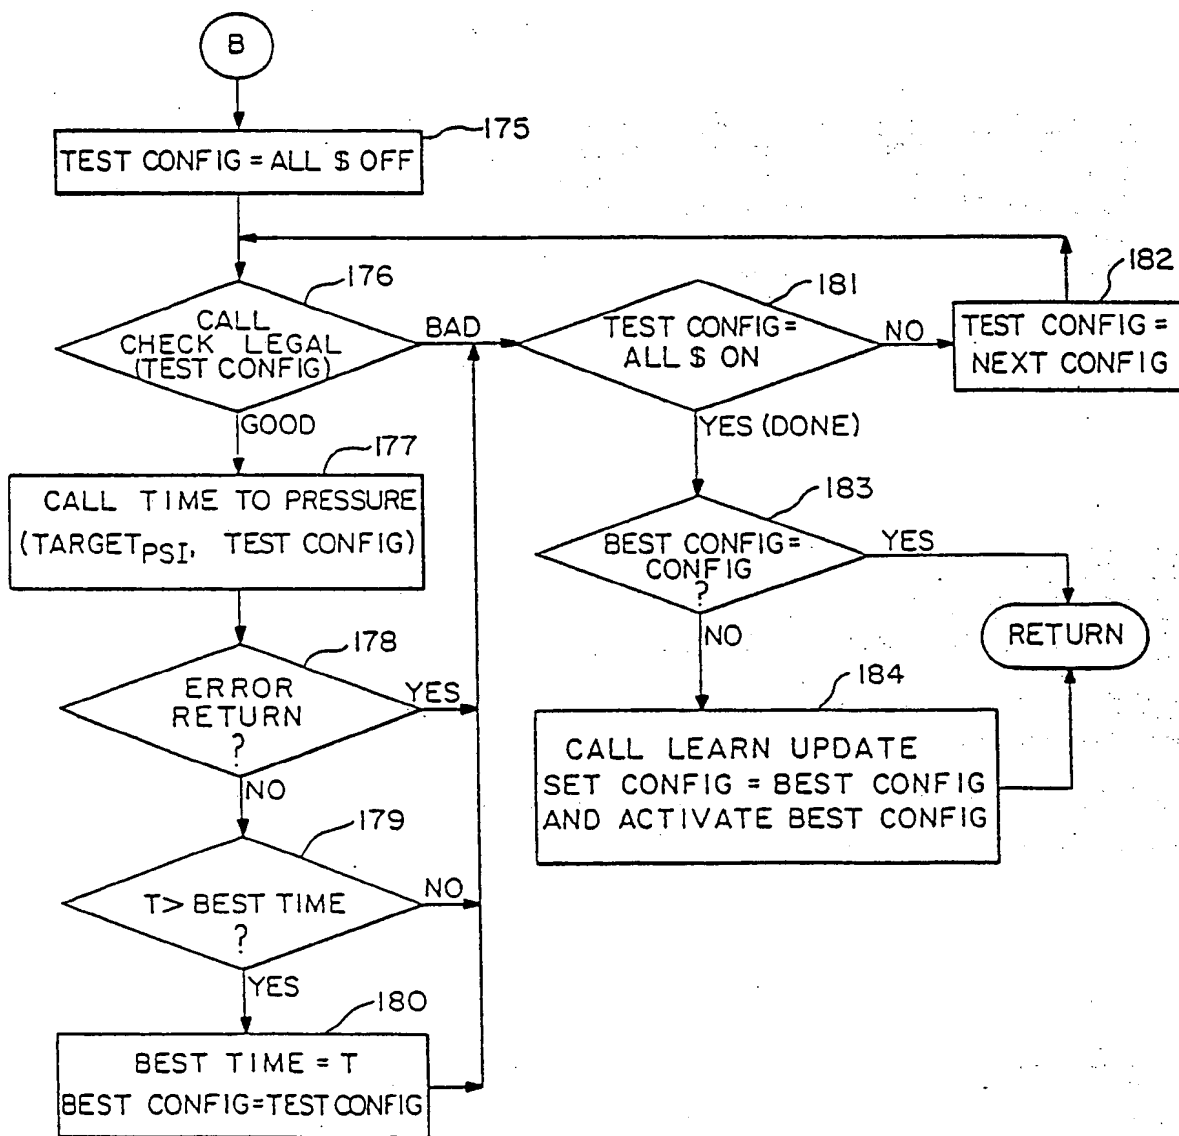 B
175
TEST CONFIG = ALL $ OFF
176
CALL
CHECK LEGAL
(TEST CONFIG)
BAD
GOOD
181
TEST CONFIG =
ALL $ ON
NO
YES (DONE)
182
TEST CONFIG =
NEXT CONFIG
177
CALL TIME TO PRESSURE
(TARGET PSI, TEST CONFIG)
183
BEST CONFIG =
CONFIG
?
YES
NO
RETURN
178
ERROR
RETURN
?
YES
NO
184
CALL LEARN UPDATE
SET CONFIG = BEST CONFIG
AND ACTIVATE BEST CONFIG
179
T> BEST TIME
?
NO
YES
180
BEST TIME = T
BEST CONFIG=TEST CONFIG